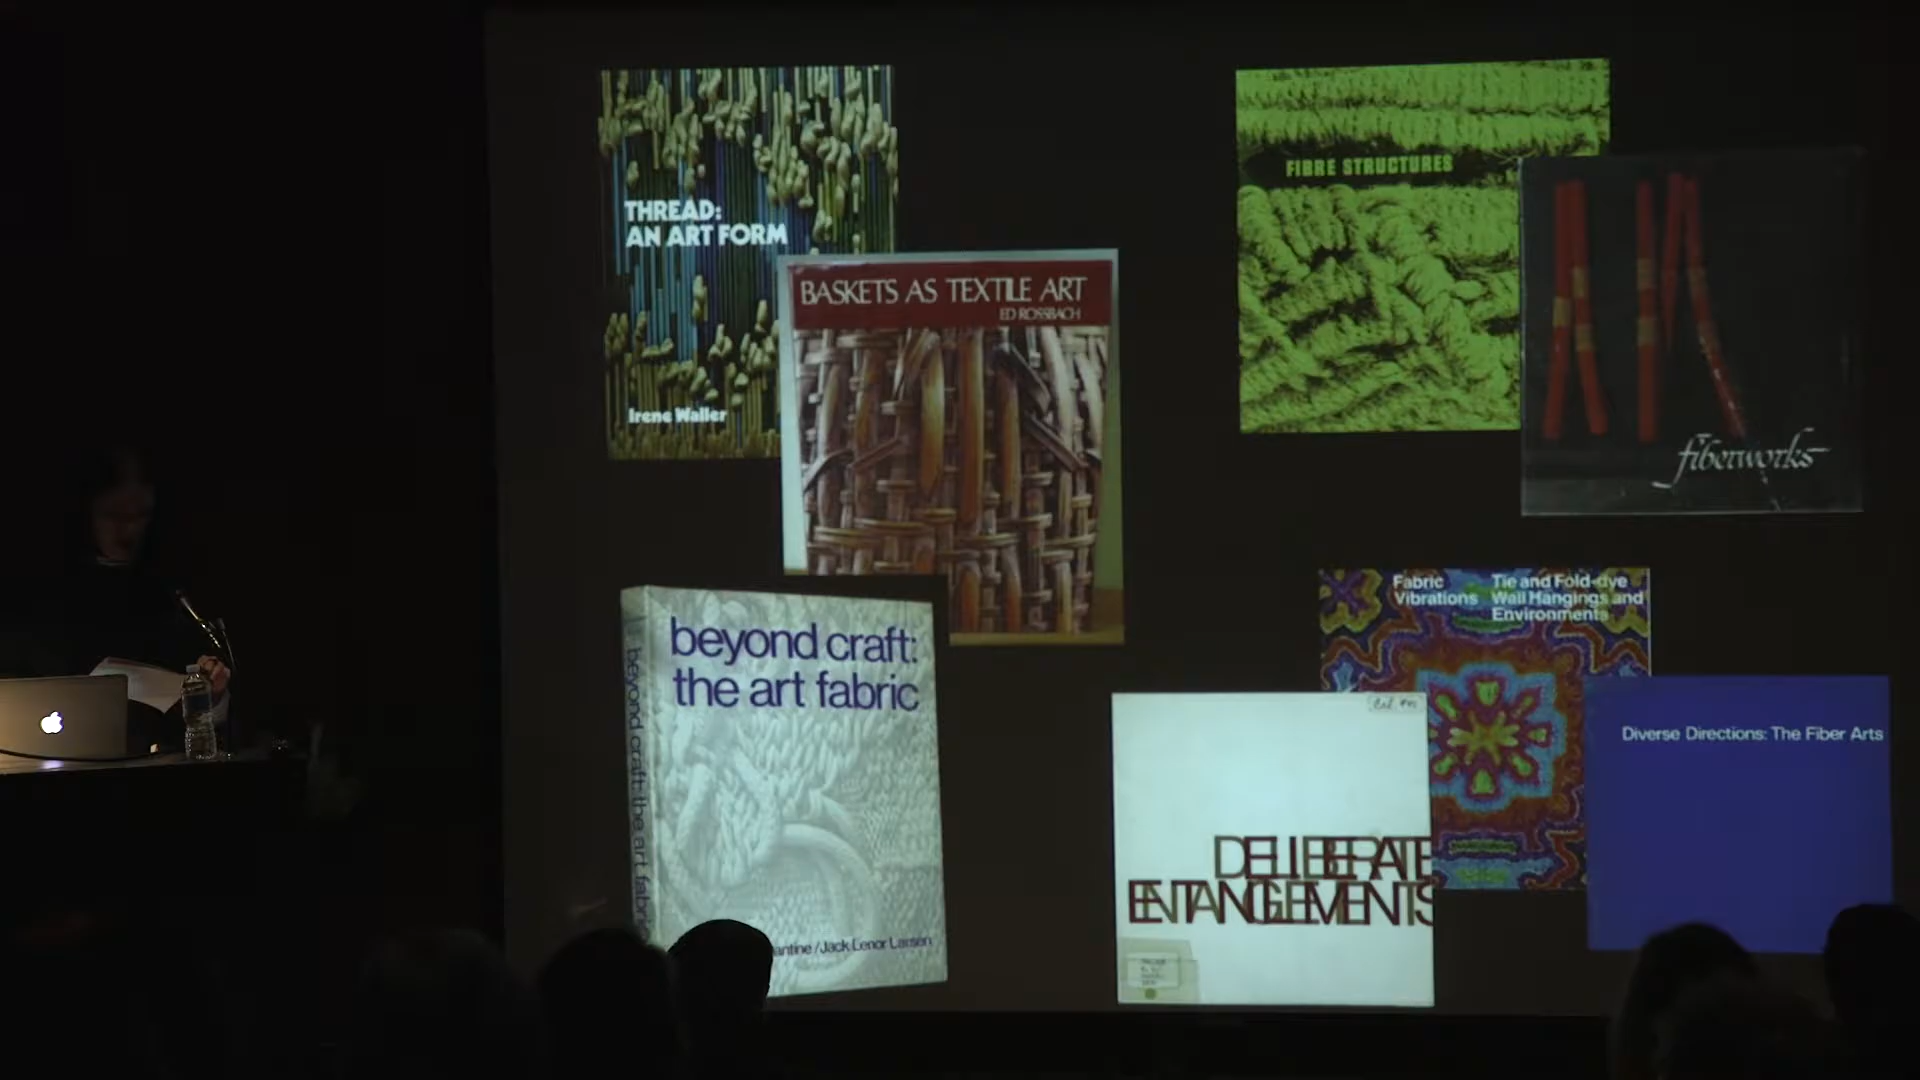 THREAD:
AN ART FORM
Irene Waller
BASKETS AS TEXTILE ART
ED ROSSBACH
FIBRE STRUCTURES
fiberworks
beyond craft:
the art fabric
beyond craft: the art fabric
/Jack Lenor Larsen
Fabric
Vibrations
Tie and Fold-dye
Wall Hangings and
Environments
DELIBERATE
ENTANGLEMENTS
Diverse Directions: The Fiber Arts